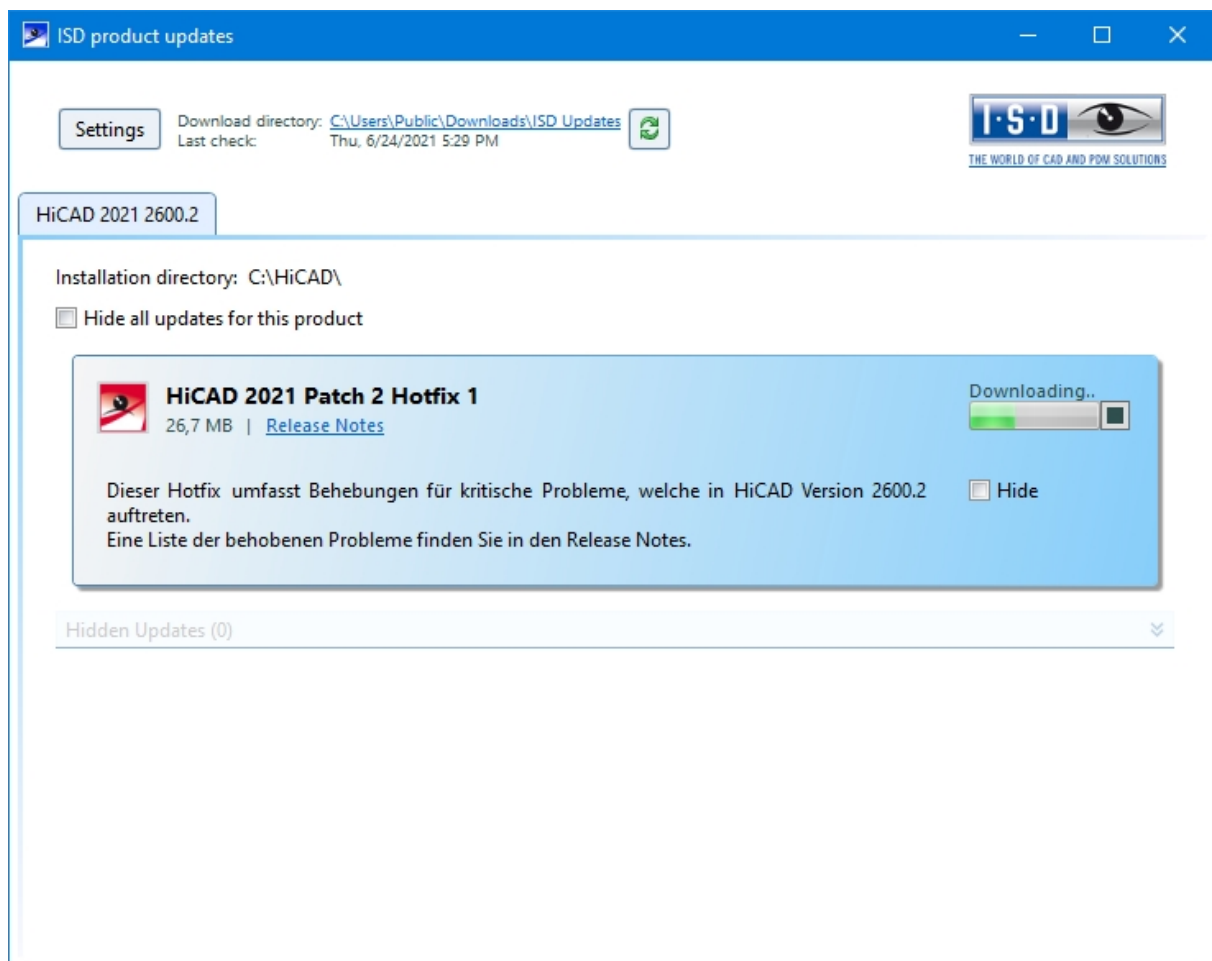 ISD product updates
Settings
Download directory: C:\Users\Public\Downloads\ISD Updates
Last check: Thu, 6/24/2021 5:29 PM
I·S·D
THE WORLD OF CAD AND PDM SOLUTIONS
HiCAD 2021 2600.2
Installation directory: C:\HiCAD\
Hide all updates for this product
HiCAD 2021 Patch 2 Hotfix 1
26,7 MB | Release Notes
Downloading..
Dieser Hotfix umfasst Behebungen für kritische Probleme, welche in HiCAD Version 2600.2
auftreten.
Eine Liste der behobenen Probleme finden Sie in den Release Notes.
Hide
Hidden Updates (0)